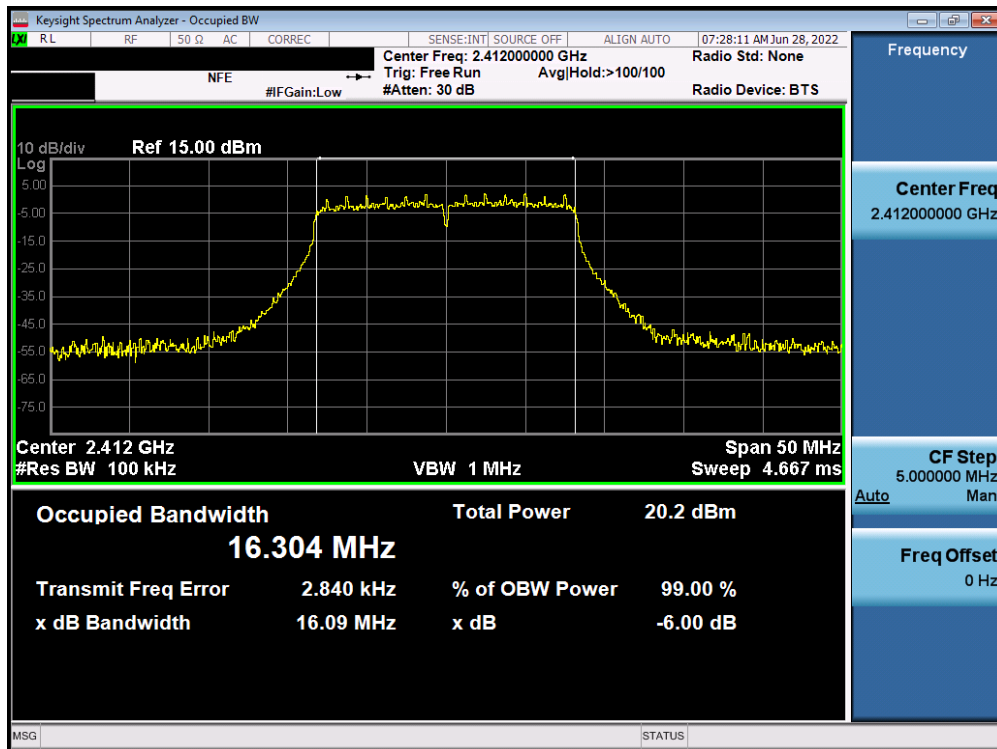 Keysight Spectrum Analyzer - Occupied BW
LXI RL RF 50 Ω AC CORREC SENSE:INT SOURCE OFF ALIGN AUTO 07:28:11 AM Jun 28, 2022
Center Freq: 2.412000000 GHz Radio Std: None
NFE Trig: Free Run Avg|Hold:>100/100
#IFGain:Low #Atten: 30 dB Radio Device: BTS
10 dB/div Ref 15.00 dBm
Log
5.00
-5.00
-15.0
-25.0
-35.0
-45.0
-55.0
-65.0
-75.0
Center 2.412 GHz Span 50 MHz
#Res BW 100 kHz VBW 1 MHz Sweep 4.667 ms
Occupied Bandwidth Total Power 20.2 dBm
16.304 MHz
Transmit Freq Error 2.840 kHz % of OBW Power 99.00 %
x dB Bandwidth 16.09 MHz x dB -6.00 dB
Frequency
Center Freq
2.412000000 GHz
CF Step
5.000000 MHz
Auto Man
Freq Offset
0 Hz
MSG STATUS